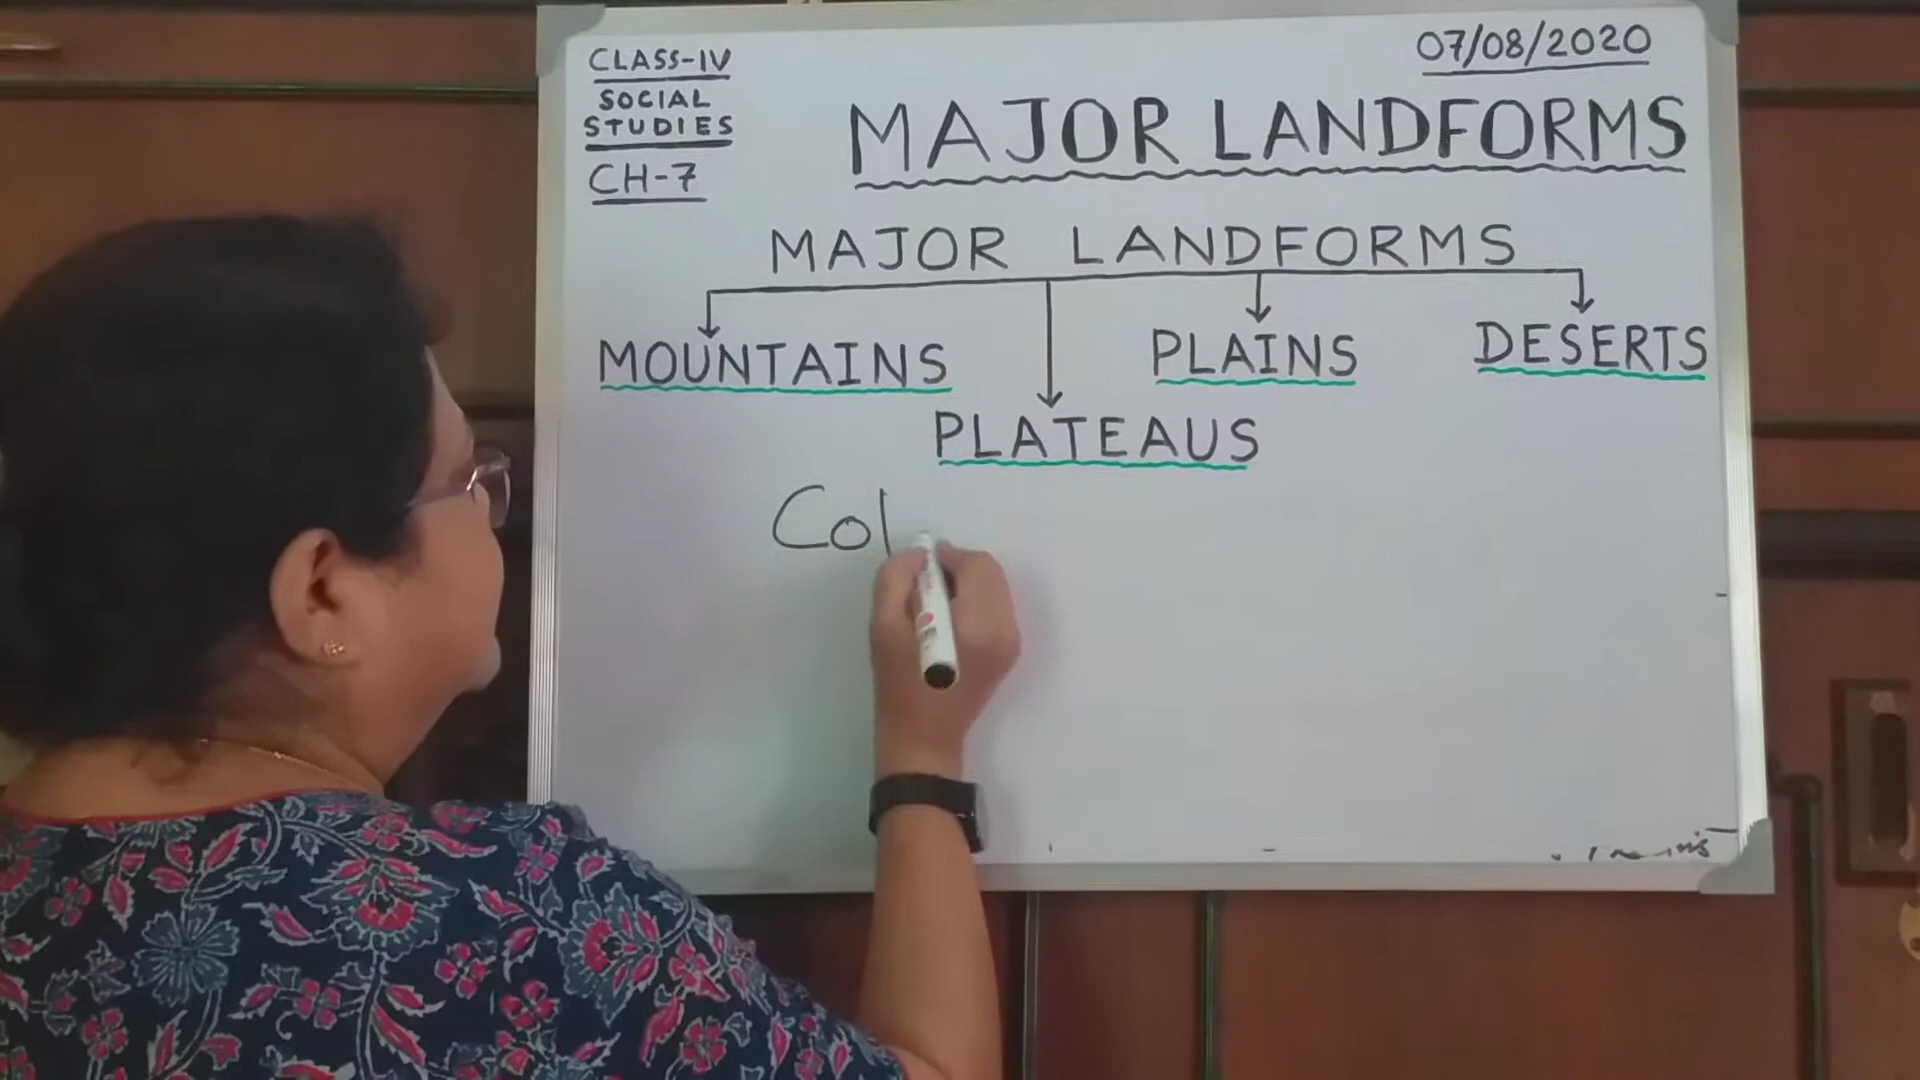 CLASS-IV
SOCIAL
STUDIES
CH-7
07/08/2020
MAJOR LANDFORMS
MAJOR LANDFORMS
MOUNTAINS
PLATEAUS
PLAINS
DESERTS
Col